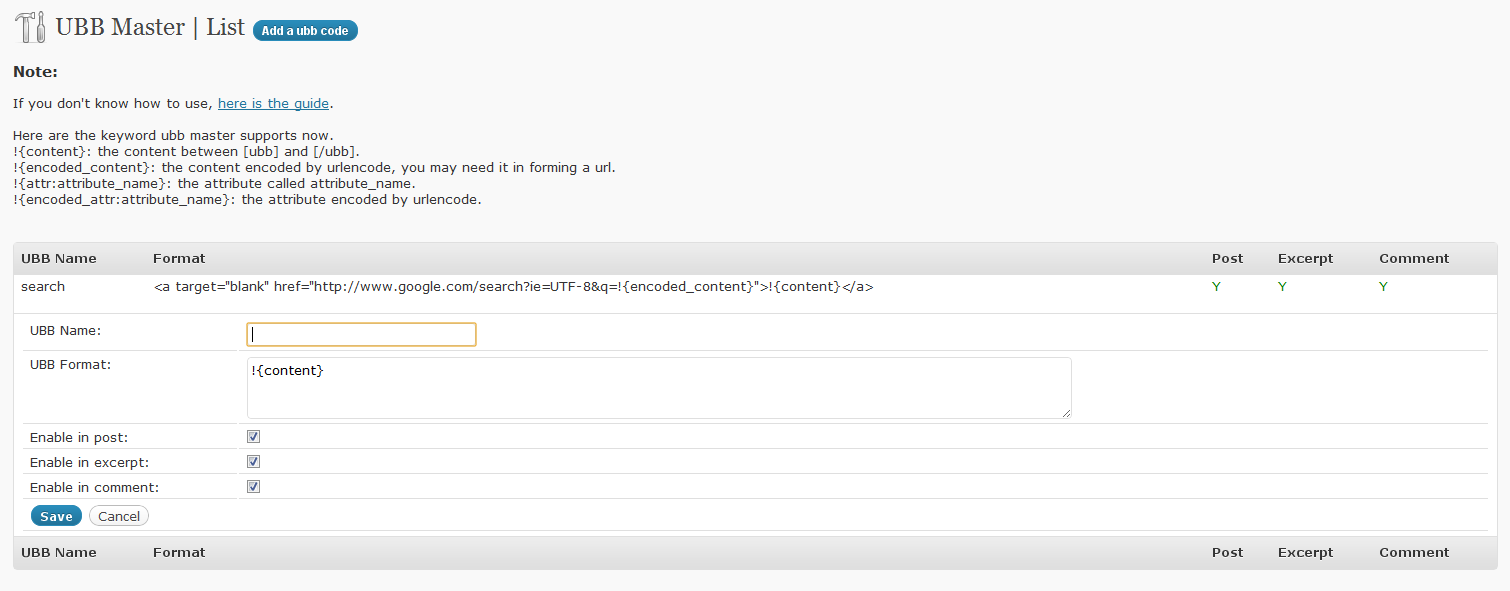 UBB Master | List Add a ubb code
Note:
If you don't know how to use, here is the guide.
Here are the keyword ubb master supports now.
!{content}: the content between [ubb] and [/ubb].
!{encoded_content}: the content encoded by urlencode, you may need it in forming a url.
!{attr:attribute_name}: the attribute called attribute_name.
!{encoded_attr:attribute_name}: the attribute encoded by urlencode.
UBB Name Format Post Excerpt Comment
search <a target="blank" href="http://www.google.com/search?ie=UTF-8&q=!{encoded_content}">!{content}</a> Y Y Y
UBB Name:
UBB Format: !{content}
Enable in post:
Enable in excerpt:
Enable in comment:
Save Cancel
UBB Name Format Post Excerpt Comment